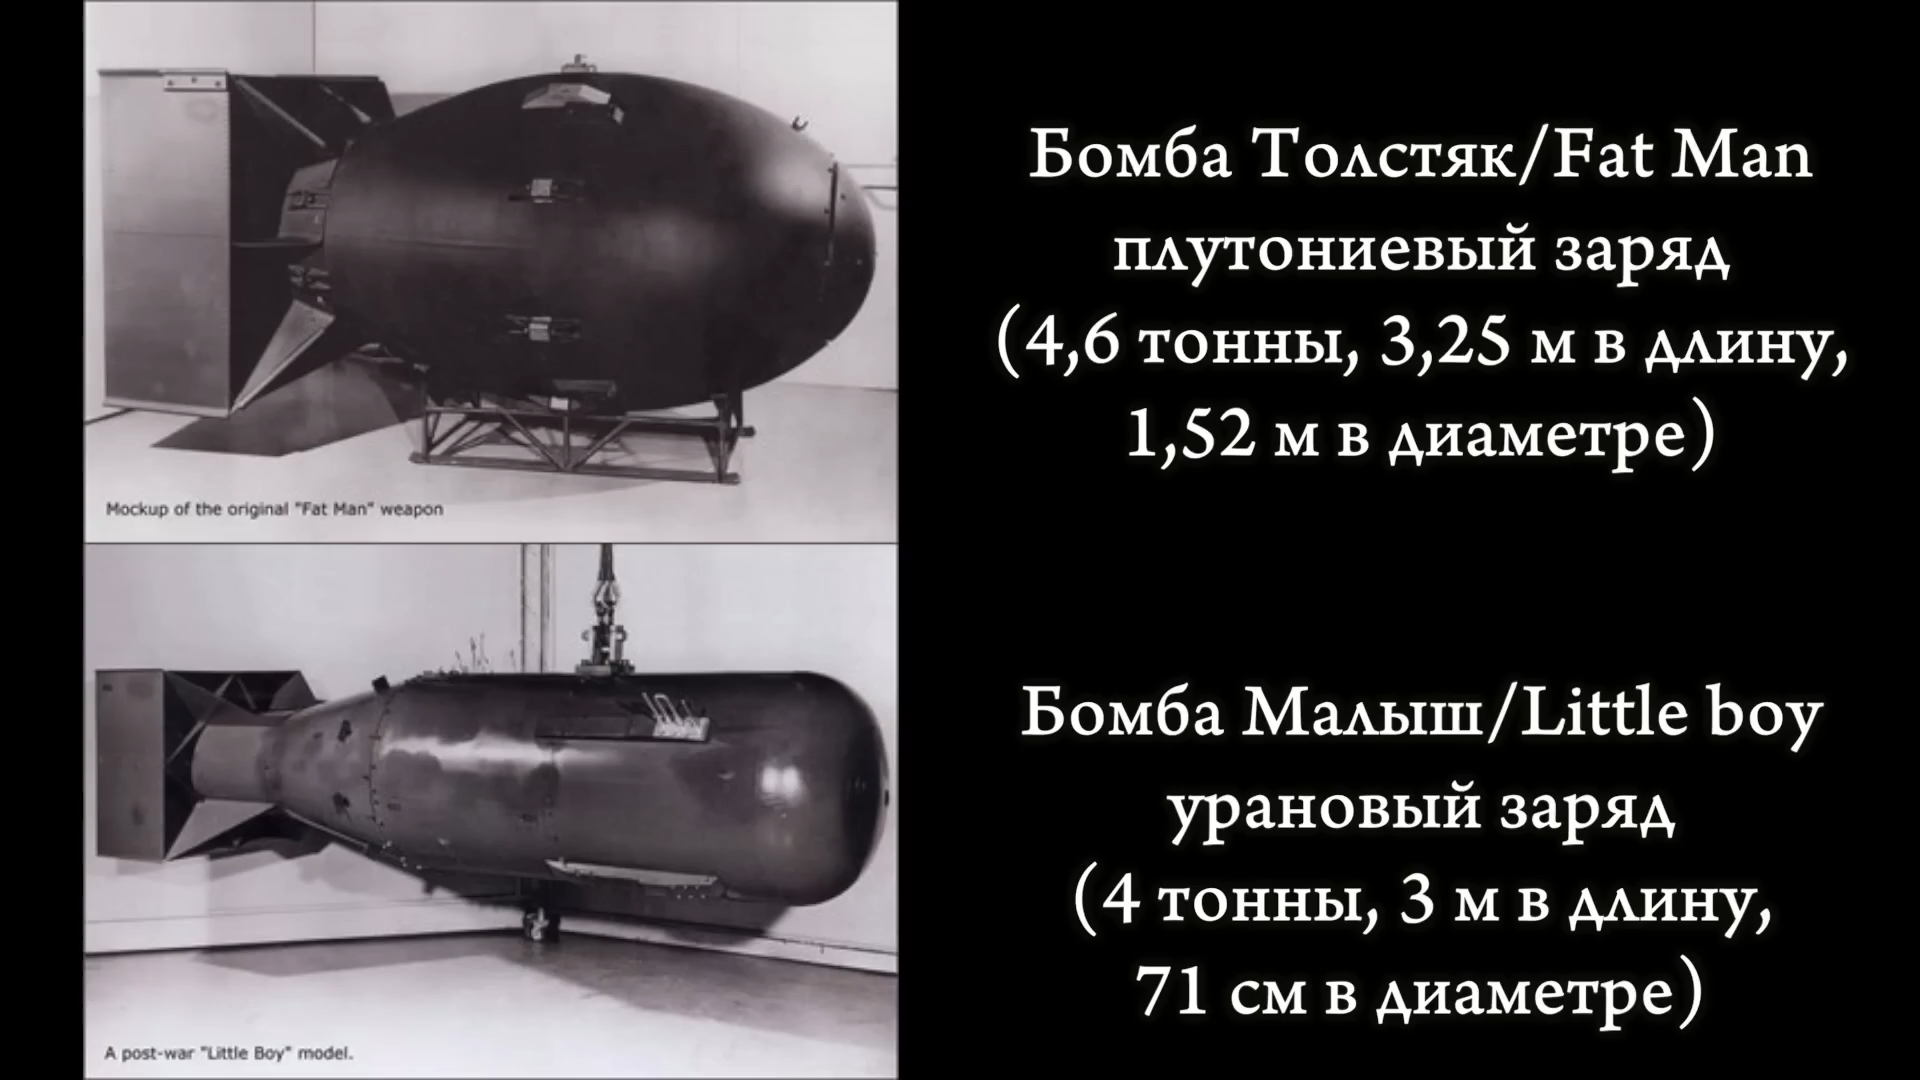 Бомба Толстяк/Fat Man
плутониевый заряд
(4,6 тонны, 3,25 м в длину,
1,52 м в диаметре)
Mockup of the original "Fat Man" weapon
Бомба Малыш/Little boy
урановый заряд
(4 тонны, 3 м в длину,
71 см в диаметре)
A post-war "Little Boy" model.